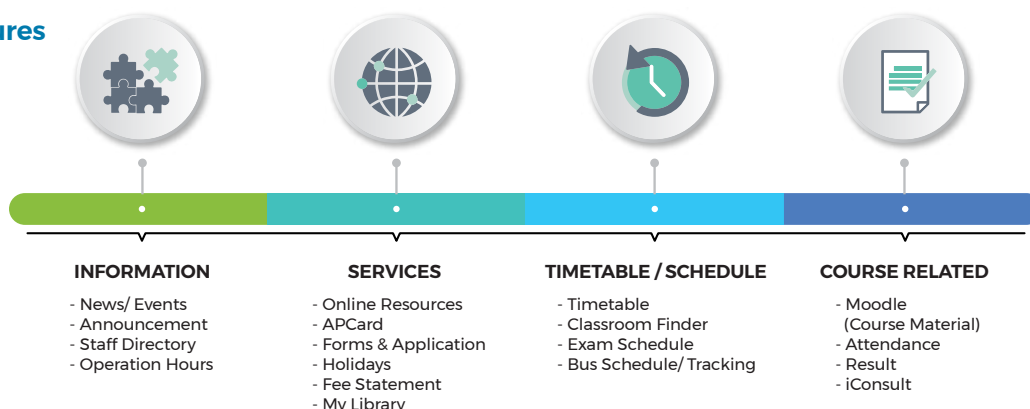 INFORMATION
- News/ Events
- Announcement
- Staff Directory
- Operation Hours
SERVICES
- Online Resources
- APCard
- Forms & Application
- Holidays
- Fee Statement
- My Library
TIMETABLE / SCHEDULE
- Timetable
- Classroom Finder
- Exam Schedule
- Bus Schedule/ Tracking
COURSE RELATED
- Moodle
(Course Material)
- Attendance
- Result
- iConsult